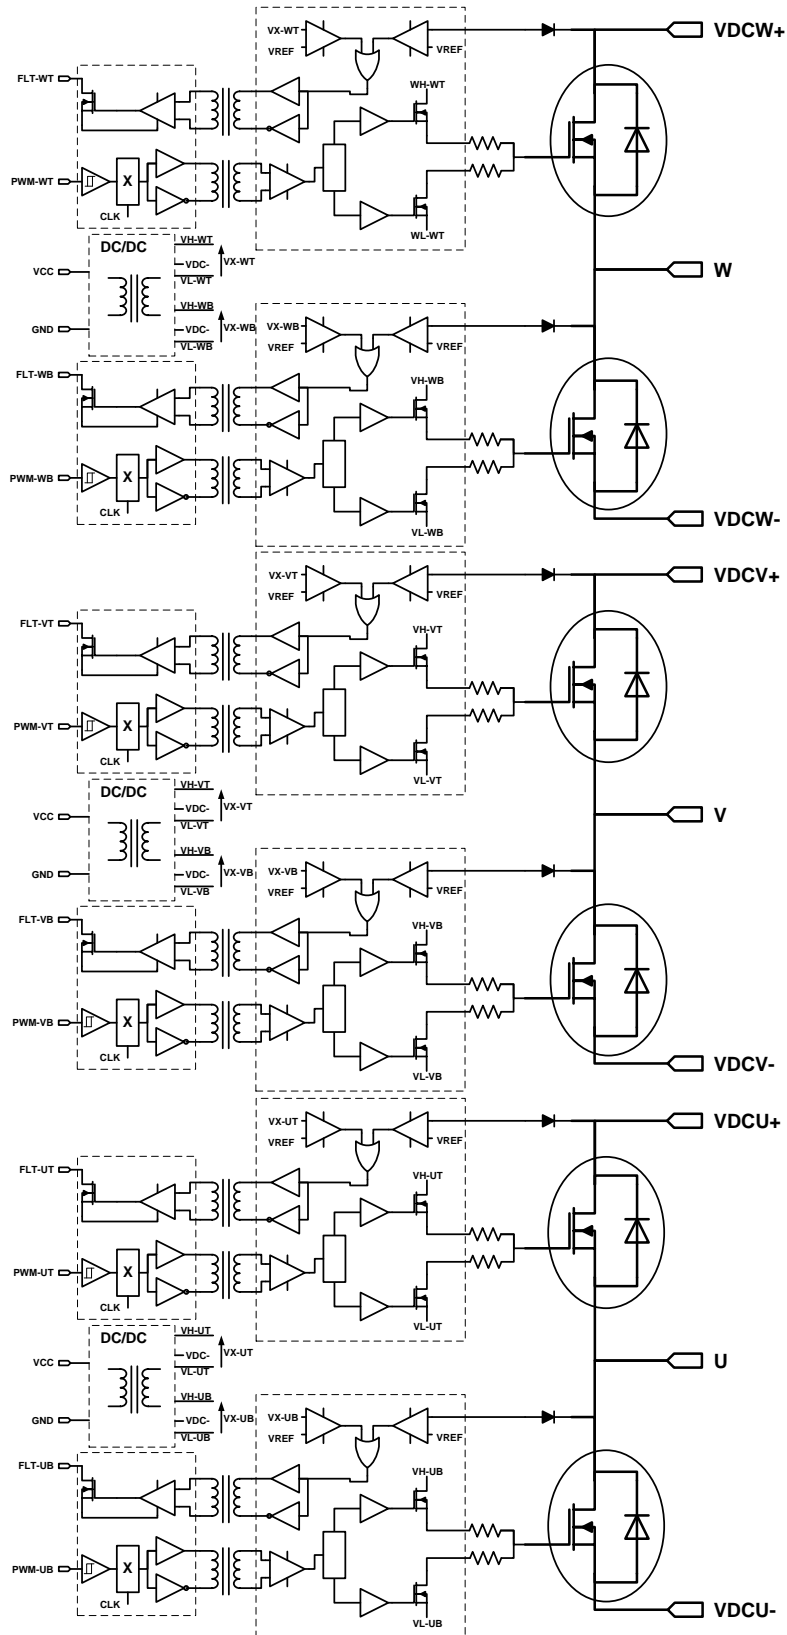 VX-WT
VREF
VREF
VDCW+
FLT-WT
WH-WT
PWM-WT
X
CLK
WL-WT
DC/DC
VH-WT
VCC
VDC-
VL-WT
VX-WT
W
VH-WB
GND
VDC-
VL-WB
VX-WB
VX-WB
VREF
VREF
FLT-WB
VH-WB
PWM-WB
X
CLK
VL-WB
VDCW-
VX-VT
VREF
VREF
VDCV+
FLT-VT
VH-VT
PWM-VT
X
CLK
VL-VT
DC/DC
VH-VT
VCC
VDC-
VL-VT
VX-VT
V
VH-VB
GND
VDC-
VL-VB
VX-VB
VX-VB
VREF
VREF
FLT-VB
VH-VB
PWM-VB
X
CLK
VL-VB
VDCV-
VX-UT
VREF
VREF
VDCU+
FLT-UT
VH-UT
PWM-UT
X
CLK
VL-UT
DC/DC
VH-UT
VCC
VDC-
VL-UT
VX-UT
U
VH-UB
GND
VDC-
VL-UB
VX-UB
VX-UB
VREF
VREF
FLT-UB
VH-UB
PWM-UB
X
CLK
VL-UB
VDCU-